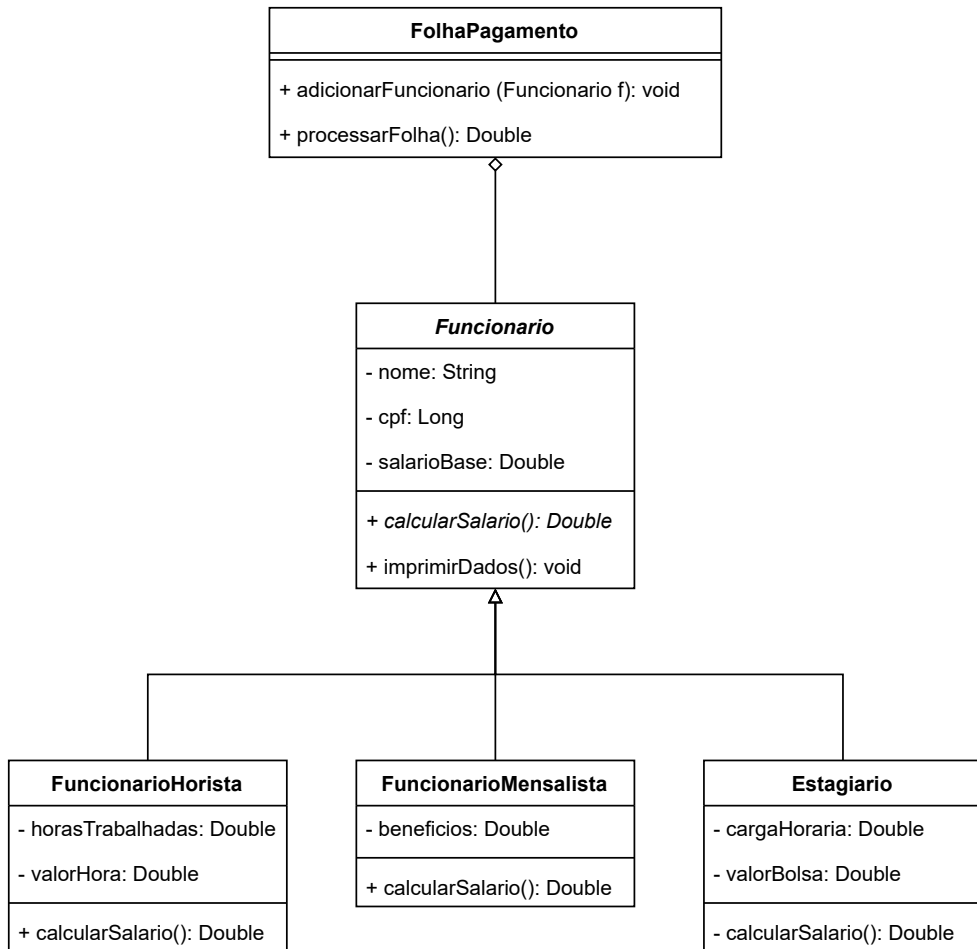 FolhaPagamento
+ adicionarFuncionario (Funcionario f): void
+ processarFolha(): Double
Funcionario
- nome: String
- cpf: Long
- salarioBase: Double
+ calcularSalario(): Double
+ imprimirDados(): void
FuncionarioHorista
- horasTrabalhadas: Double
- valorHora: Double
+ calcularSalario(): Double
FuncionarioMensalista
- beneficios: Double
+ calcularSalario(): Double
Estagiario
- cargaHoraria: Double
- valorBolsa: Double
- calcularSalario(): Double